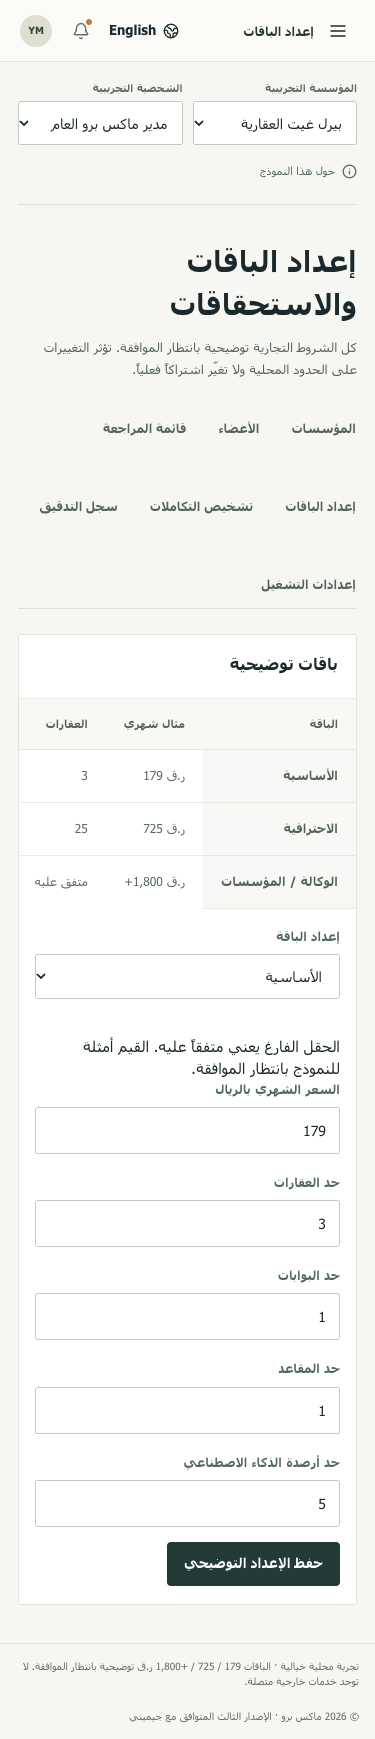 إعداد الباقات
English
YM
المؤسسة التجريبية
الشخصية التجريبية
بيرل غيت العقارية
مدير ماكس برو العام
حول هذا النموذج
إعداد الباقات
والاستحقاقات
كل الشروط التجارية توضيحية بانتظار الموافقة. تؤثر التغييرات
على الحدود المحلية ولا تغيّر اشتراكاً فعلياً.
المؤسسات الأعضاء قائمة المراجعة
إعداد الباقات تشخيص التكاملات سجل التدقيق
إعدادات التشغيل
باقات توضيحية
الباقة مثال شهري العقارات
الأساسية 179 ر.ق 3
الاحترافية 725 ر.ق 25
الوكالة / المؤسسات 1,800 ر.ق+ متفق عليه
إعداد الباقة
الأساسية
الحقل الفارغ يعني متفقاً عليه. القيم أمثلة
للنموذج بانتظار الموافقة.
السعر الشهري بالريال
179
حد العقارات
3
حد البوابات
1
حد المقاعد
1
حد أرصدة الذكاء الاصطناعي
5
حفظ الإعداد التوضيحي
تجربة محلية خيالية · الباقات 179 / 725 / 1,800+ ر.ق توضيحية بانتظار الموافقة. لا
توجد خدمات خارجية متصلة.
© 2026 ماكس برو · الإصدار الثالث المتوافق مع جيميني